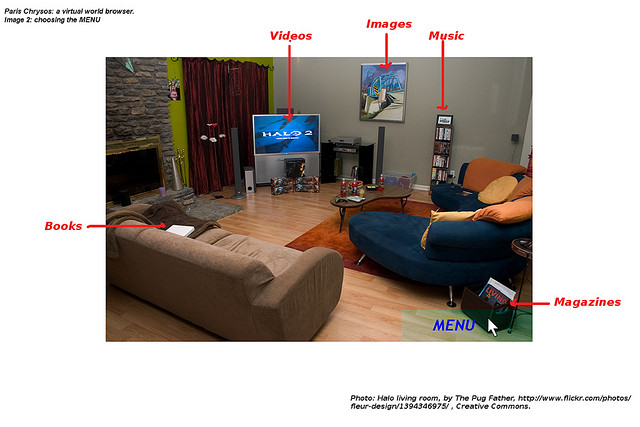 Paris Chrysos: a virtual world browser.
Image 2: choosing the MENU
Images
Videos
Music
HALO 2
Books
LIVING
Magazines
MENU
Photo: Halo living room, by The Pug Father, http://www.flickr.com/photos/
fleur-design/1394346975/ , Creative Commons.